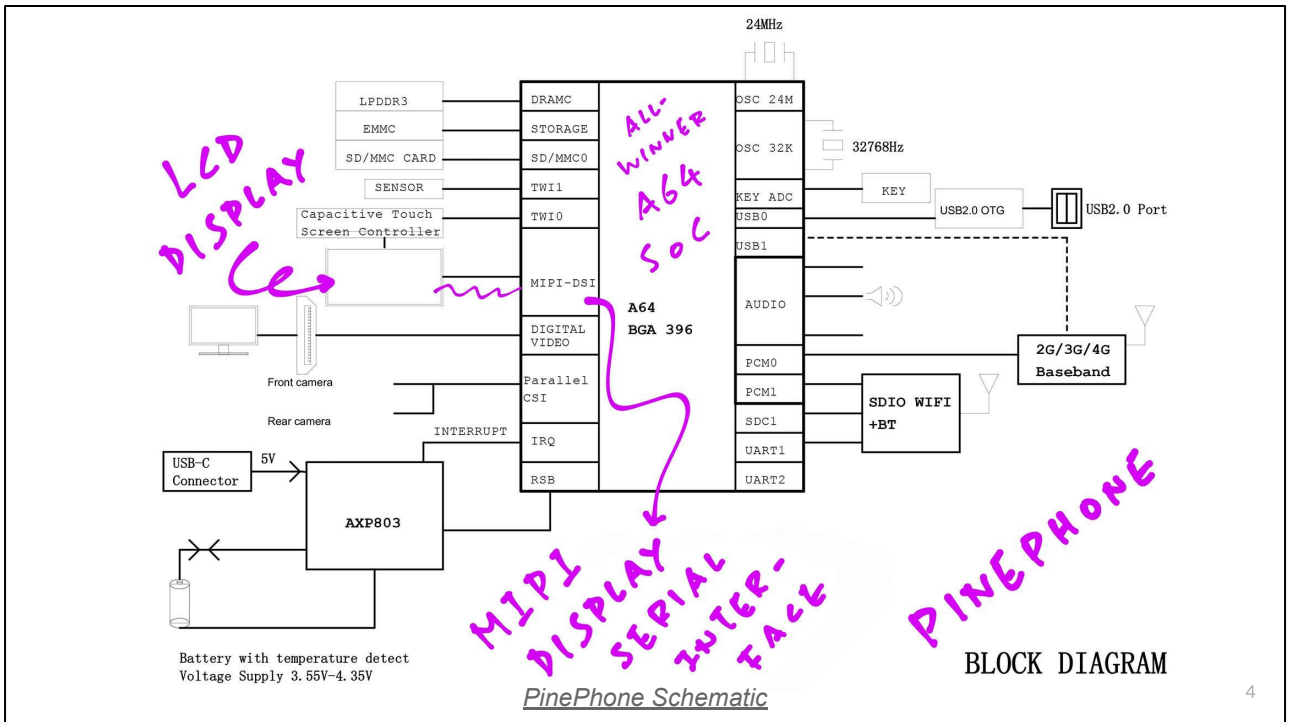 24MHz
LPDDR3
EMMC
SD/MMC CARD
SENSOR
Capacitive Touch
Screen Controller
LCD
DISPLAY
DRAMC
STORAGE
SD/MMC0
TWI1
TWI0
MIPI-DSI
DIGITAL
VIDEO
Parallel
CSI
IRQ
RSB
ALL-
WINNER
A64
SoC
A64
BGA 396
OSC 24M
OSC 32K
KEY ADC
USB0
USB1
AUDIO
PCM0
PCM1
SDC1
UART1
UART2
32768Hz
KEY
USB2.0 OTG
USB2.0 Port
2G/3G/4G
Baseband
SDIO WIFI
+BT
Front camera
Rear camera
INTERRUPT
USB-C
Connector
5V
AXP803
Battery with temperature detect
Voltage Supply 3.55V-4.35V
MIPI
DISPLAY
SERIAL
INTER-
FACE
PINEPHONE
BLOCK DIAGRAM
PinePhone Schematic
4